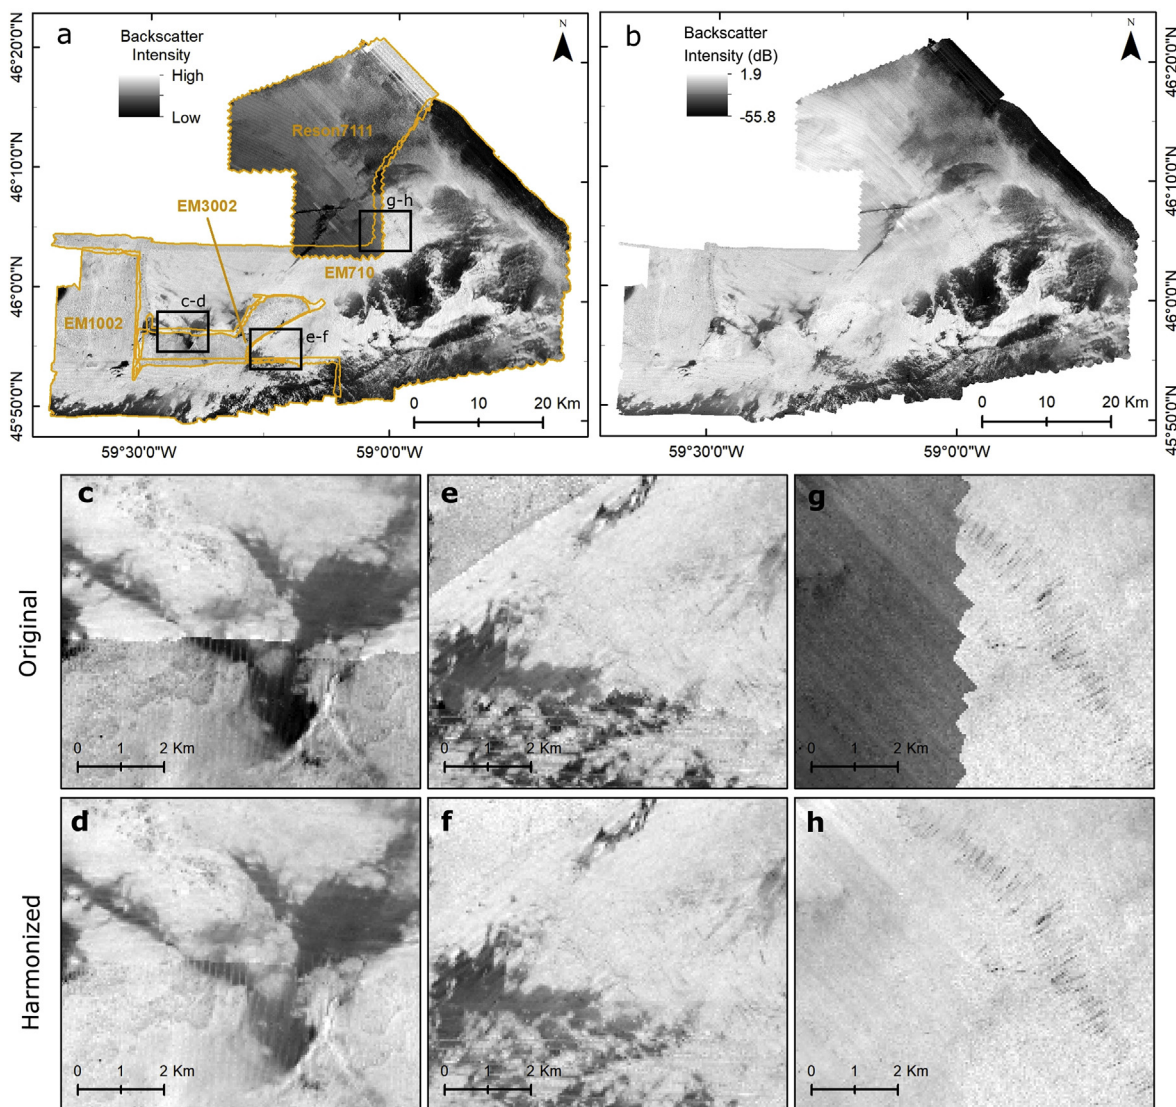 a
Backscatter
Intensity
High
Low
N
Reson7111
EM3002
g-h
EM710
c-d
EM1002
e-f
0 10 20 Km
46°20'0"N
46°10'0"N
46°0'0"N
45°50'0"N
59°30'0"W
59°0'0"W
b
Backscatter
Intensity (dB)
1.9
-55.8
N
0 10 20 Km
46°20'0"N
46°10'0"N
46°0'0"N
45°50'0"N
59°30'0"W
59°0'0"W
Original
c
0 1 2 Km
e
0 1 2 Km
g
0 1 2 Km
Harmonized
d
0 1 2 Km
f
0 1 2 Km
h
0 1 2 Km